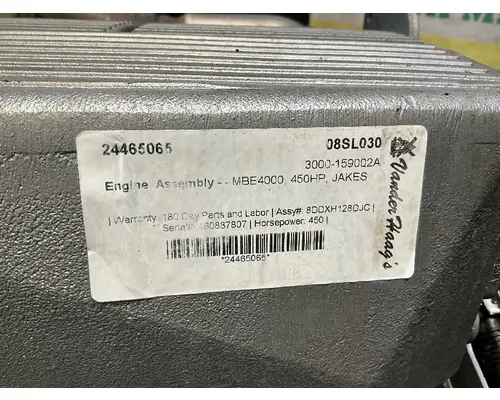 24465065 08SL030
3000-159002A
Engine Assembly - - MBE4000, 450HP, JAKES
| Warranty: 180 Day Parts and Labor | Assy#: 8DDXH128DJC |
Serial#: 460887807 | Horsepower: 450 |
*24465065*
Vander Haag's